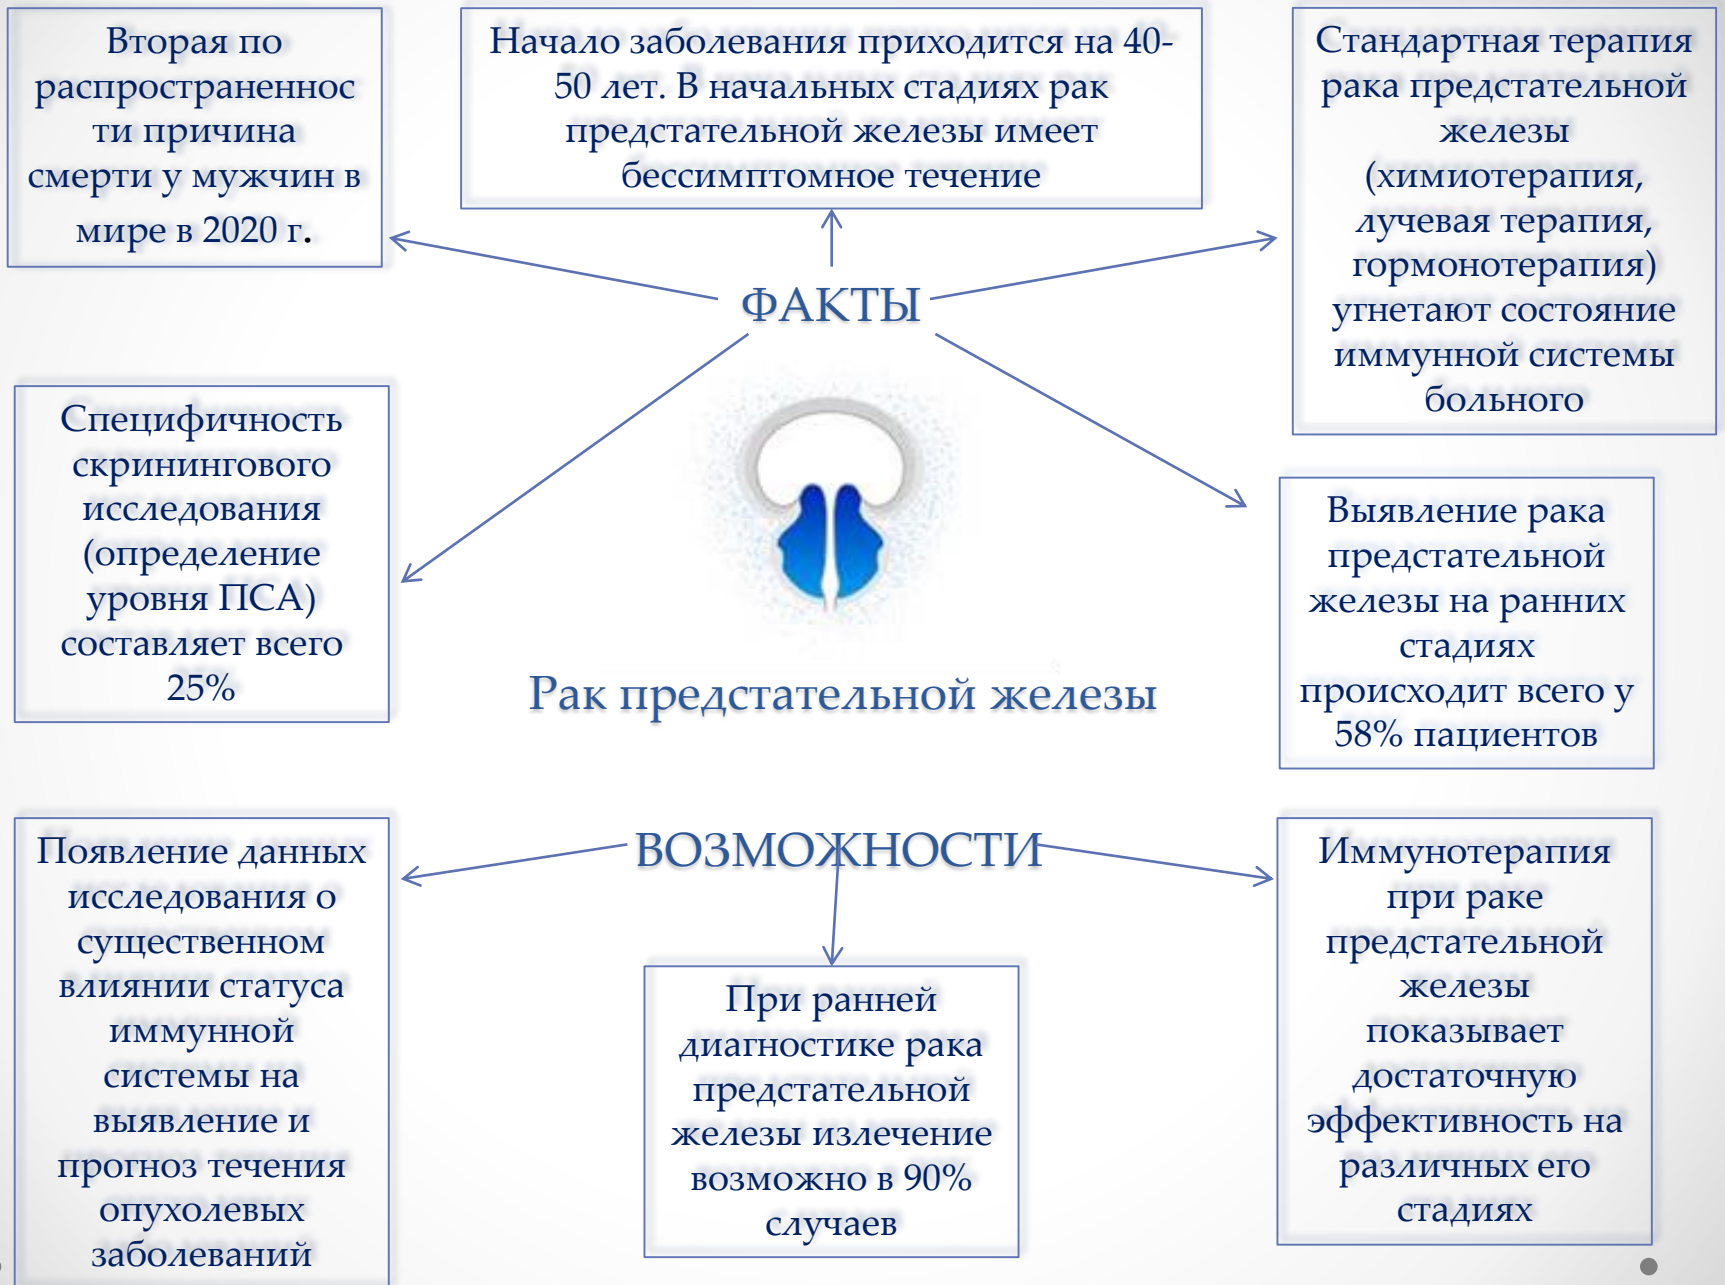 Вторая по
распространеннос
ти причина
смерти у мужчин в
мире в 2020 г.
Начало заболевания приходится на 40-
50 лет. В начальных стадиях рак
предстательной железы имеет
бессимптомное течение
Стандартная терапия
рака предстательной
железы
(химиотерапия,
лучевая терапия,
гормонотерапия)
угнетают состояние
иммунной системы
больного
ФАКТЫ
Специфичность
скринингового
исследования
(определение
уровня ПСА)
составляет всего
25%
Выявление рака
предстательной
железы на ранних
стадиях
происходит всего у
58% пациентов
Рак предстательной железы
ВОЗМОЖНОСТИ
Появление данных
исследования о
существенном
влиянии статуса
иммунной
системы на
выявление и
прогноз течения
опухолевых
заболеваний
При ранней
диагностике рака
предстательной
железы излечение
возможно в 90%
случаев
Иммунотерапия
при раке
предстательной
железы
показывает
достаточную
эффективность на
различных его
стадиях